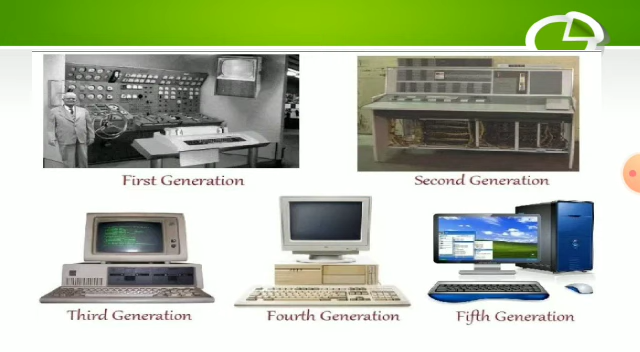 First Generation
Second Generation
Third Generation
Fourth Generation
Fifth Generation